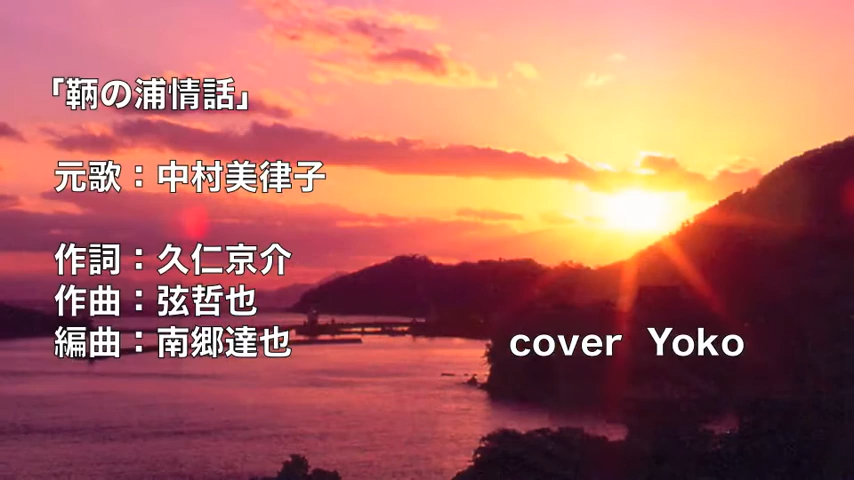 「鞆の浦情話」
元歌：中村美律子
作詞：久仁京介
作曲：弦哲也
編曲：南郷達也
cover Yoko